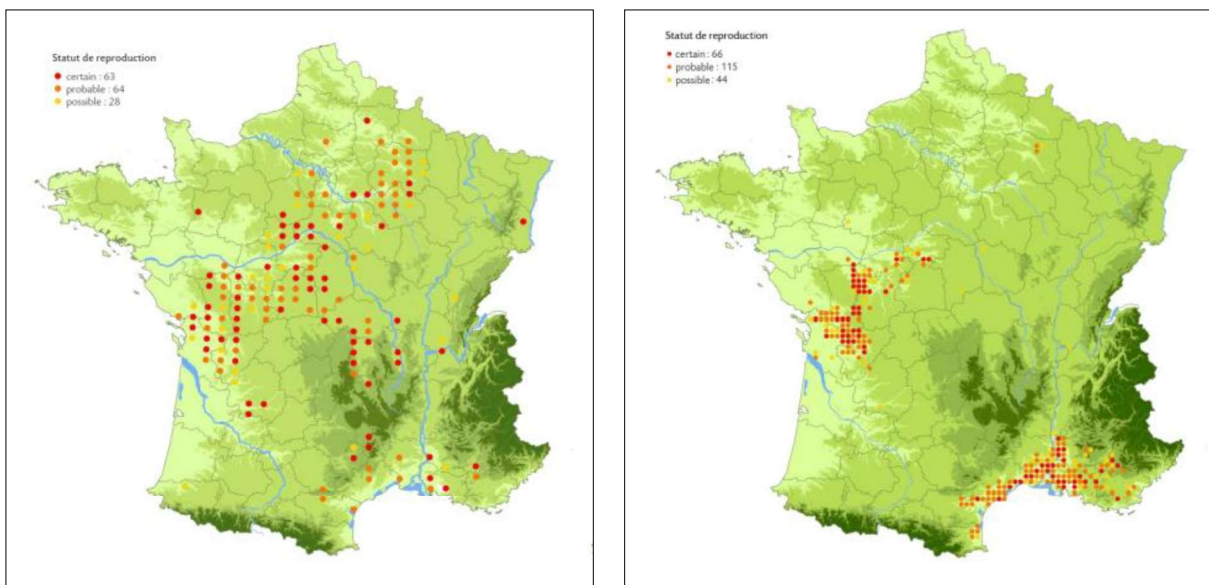 Statut de reproduction
certain : 63
probable : 64
possible : 28
Statut de reproduction
certain : 66
probable : 115
possible : 44